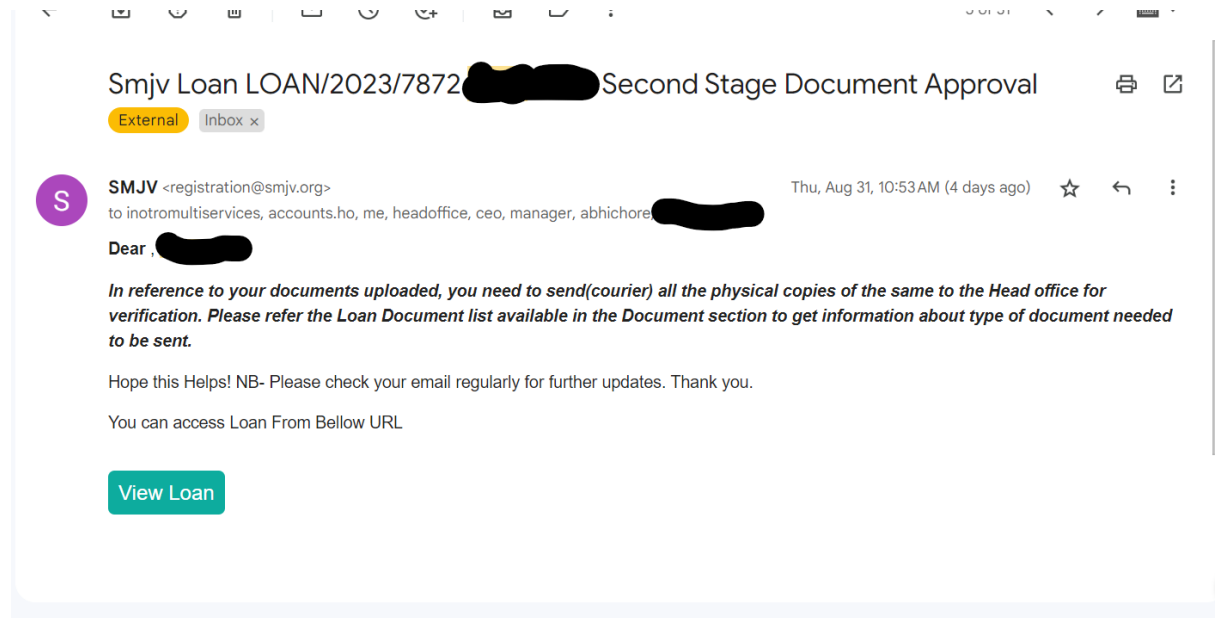 Smjv Loan LOAN/2023/7872 Second Stage Document Approval
External Inbox ×
S
SMJV <registration@smjv.org> Thu, Aug 31, 10:53 AM (4 days ago)
to inotromultiservices, accounts.ho, me, headoffice, ceo, manager, abhichore,
Dear ,
In reference to your documents uploaded, you need to send(courier) all the physical copies of the same to the Head office for
verification. Please refer the Loan Document list available in the Document section to get information about type of document needed
to be sent.
Hope this Helps! NB- Please check your email regularly for further updates. Thank you.
You can access Loan From Bellow URL
View Loan